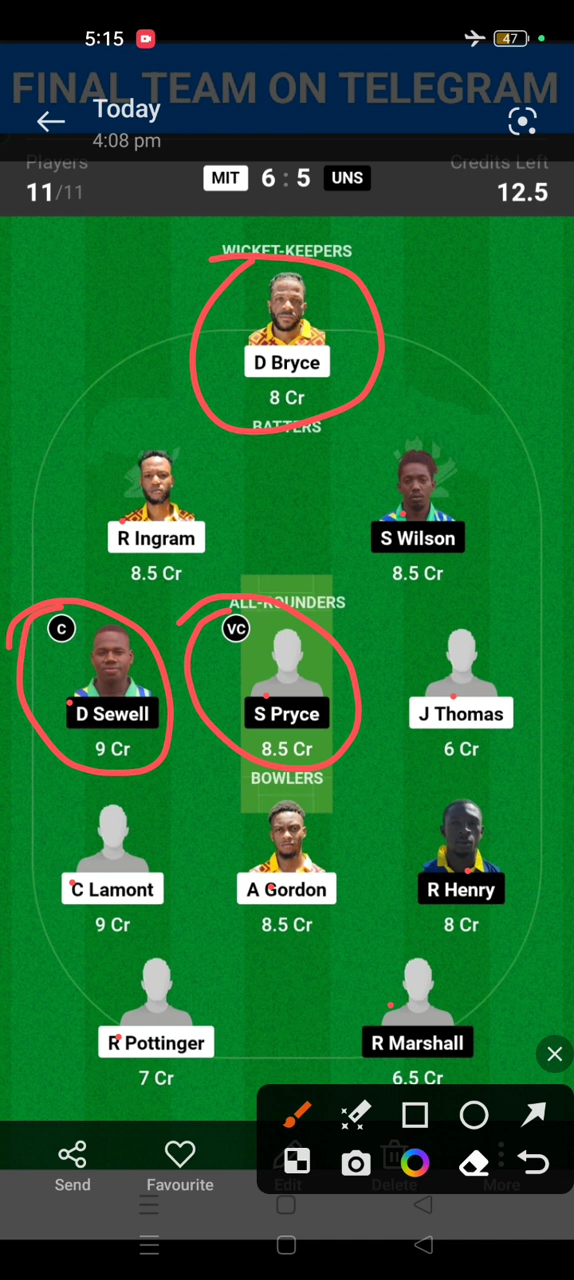 5:15
47
FINAL TEAM ON TELEGRAM
Today
4:08 pm
Players
Credits Left
11/11
MIT 6 : 5 UNS
12.5
WICKET-KEEPERS
D Bryce
8 Cr
BATTERS
R Ingram
S Wilson
8.5 Cr
8.5 Cr
ALL-ROUNDERS
C
VC
D Sewell
S Pryce
J Thomas
9 Cr
8.5 Cr
6 Cr
BOWLERS
C Lamont
A Gordon
R Henry
9 Cr
8.5 Cr
8 Cr
R Pottinger
R Marshall
7 Cr
6.5 Cr
Send
Favourite
Edit
Delete
More